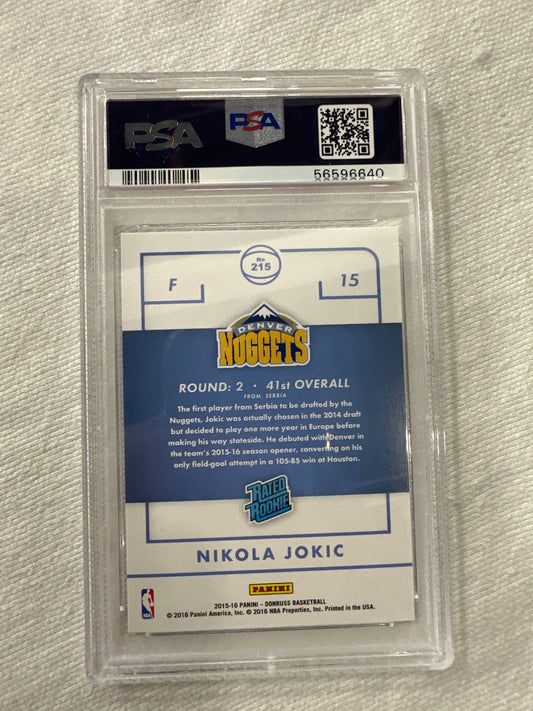 PSA
PSA
56596640
No
215
F
15
DENVER
NUGGETS
ROUND: 2 • 41st OVERALL
FROM: SERBIA
The first player from Serbia to be drafted by the
Nuggets, Jokic was actually chosen in the 2014 draft
but decided to play one more year in Europe before
making his way stateside. He debuted with Denver in
the team's 2015-16 season opener, converting on his
only field-goal attempt in a 105-85 win at Houston.
RATED
ROOKIE
NIKOLA JOKIC
PANINI
NBA
2015-16 PANINI – DONRUSS BASKETBALL
© 2016 Panini America, Inc. © 2016 NBA Properties, Inc. Printed in the USA.